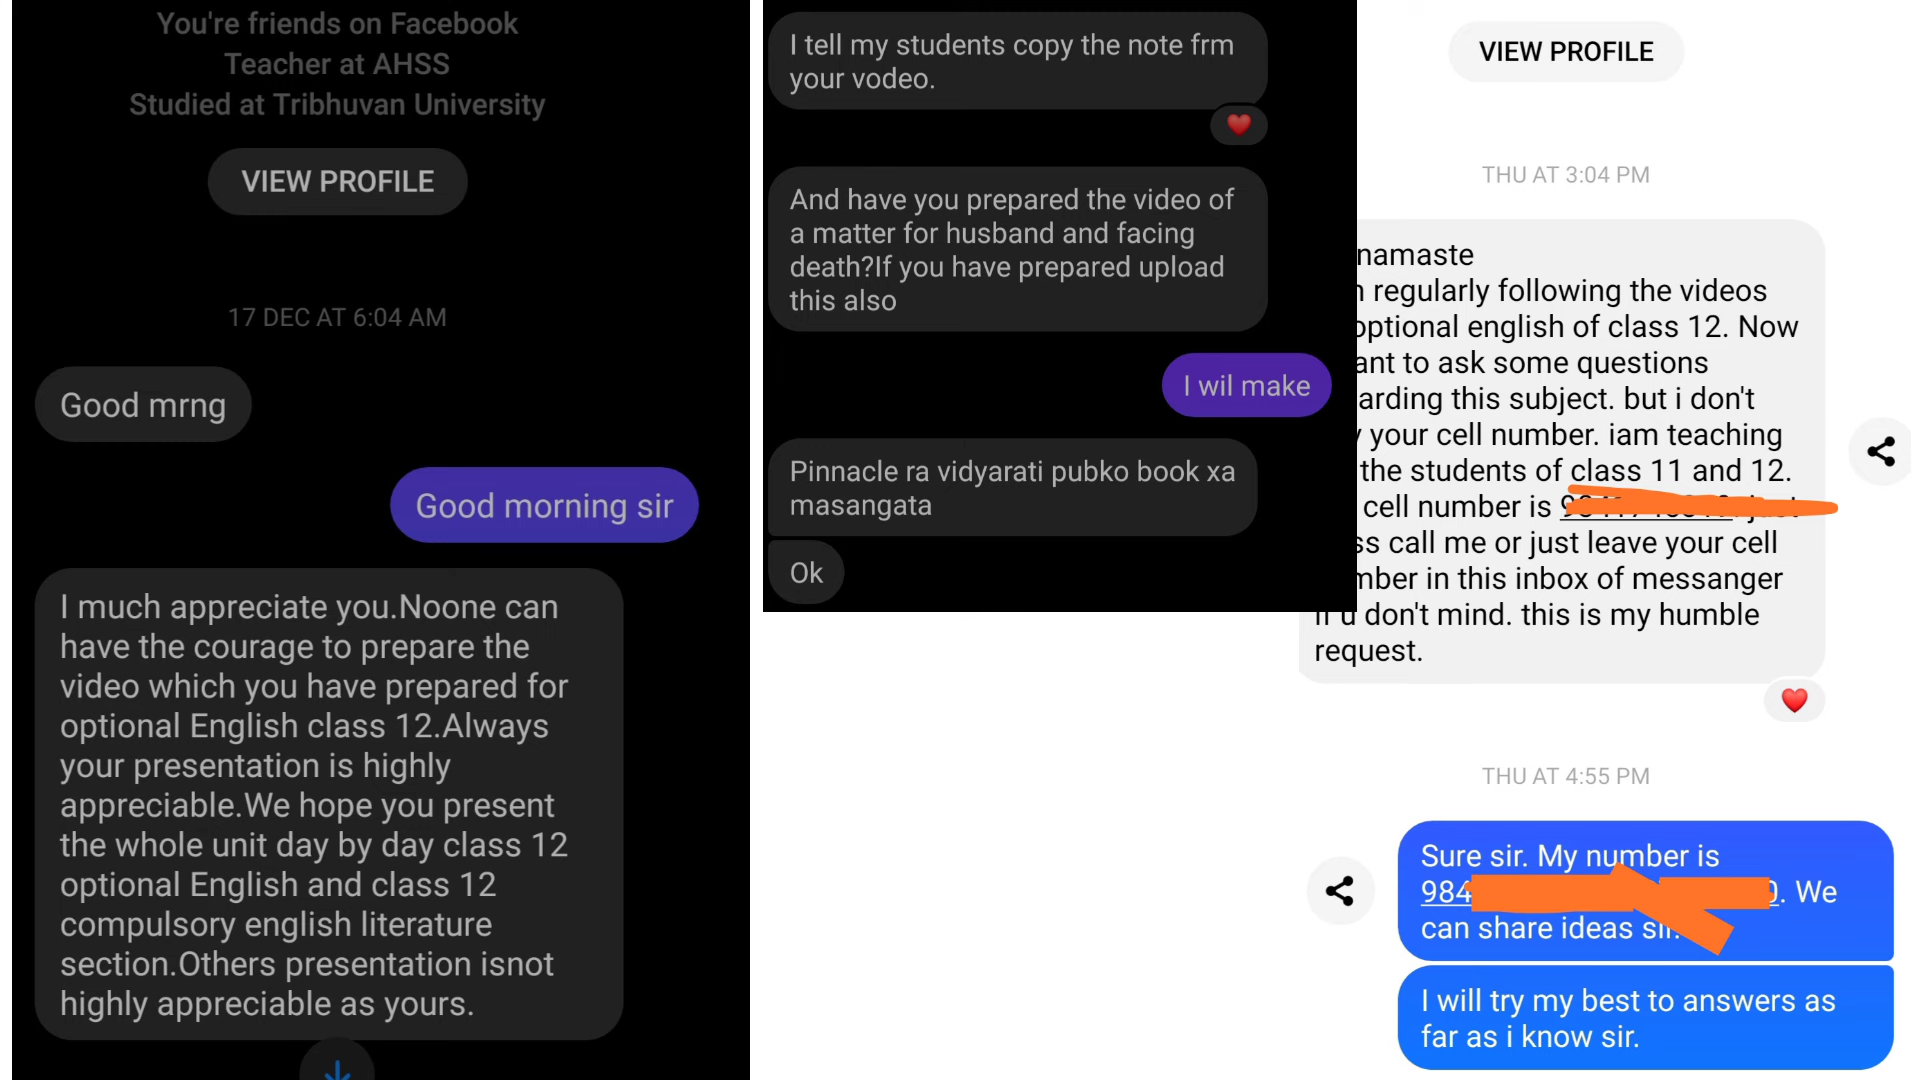 You're friends on Facebook
Teacher at AHSS
Studied at Tribhuvan University
VIEW PROFILE
17 DEC AT 6:04 AM
Good mrng
Good morning sir
I much appreciate you.Noone can
have the courage to prepare the
video which you have prepared for
optional English class 12.Always
your presentation is highly
appreciable.We hope you present
the whole unit day by day class 12
optional English and class 12
compulsory english literature
section.Others presentation isnot
highly appreciable as yours.
I tell my students copy the note frm
your vodeo.
And have you prepared the video of
a matter for husband and facing
death?If you have prepared upload
this also
I wil make
Pinnacle ra vidyarati pubko book xa
masangata
Ok
VIEW PROFILE
THU AT 3:04 PM
namaste
regularly following the videos
optional english of class 12. Now
to ask some questions
this subject. but i don't
your cell number. iam teaching
the students of class 11 and 12.
cell number is
call me or just leave your cell
in this inbox of messanger
if u don't mind. this is my humble
request.
THU AT 4:55 PM
Sure sir. My number is
984 0. We
can share ideas sir.
I will try my best to answers as
far as i know sir.